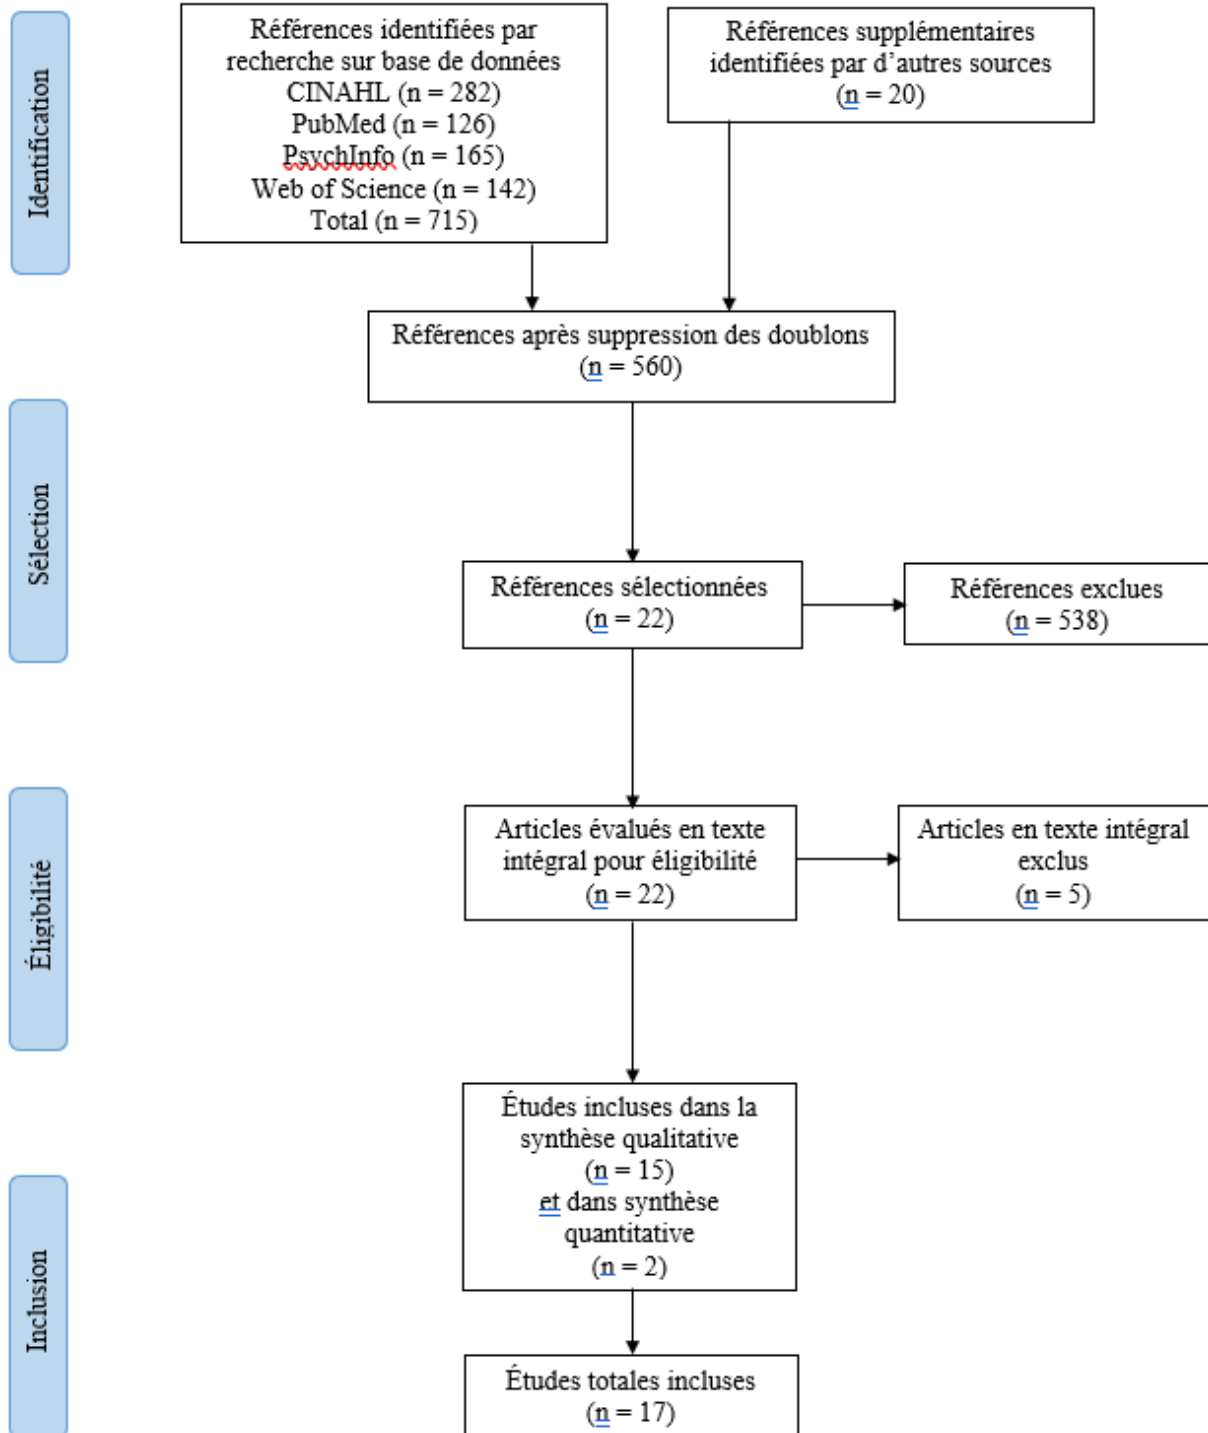 Identification
Références identifiées par
recherche sur base de données
CINAHL (n = 282)
PubMed (n = 126)
PsychInfo (n = 165)
Web of Science (n = 142)
Total (n = 715)
Références supplémentaires
identifiées par d’autres sources
(n = 20)
Références après suppression des doublons
(n = 560)
Sélection
Références sélectionnées
(n = 22)
Références exclues
(n = 538)
Éligibilité
Articles évalués en texte
intégral pour éligibilité
(n = 22)
Articles en texte intégral
exclus
(n = 5)
Inclusion
Études incluses dans la
synthèse qualitative
(n = 15)
et dans synthèse
quantitative
(n = 2)
Études totales incluses
(n = 17)